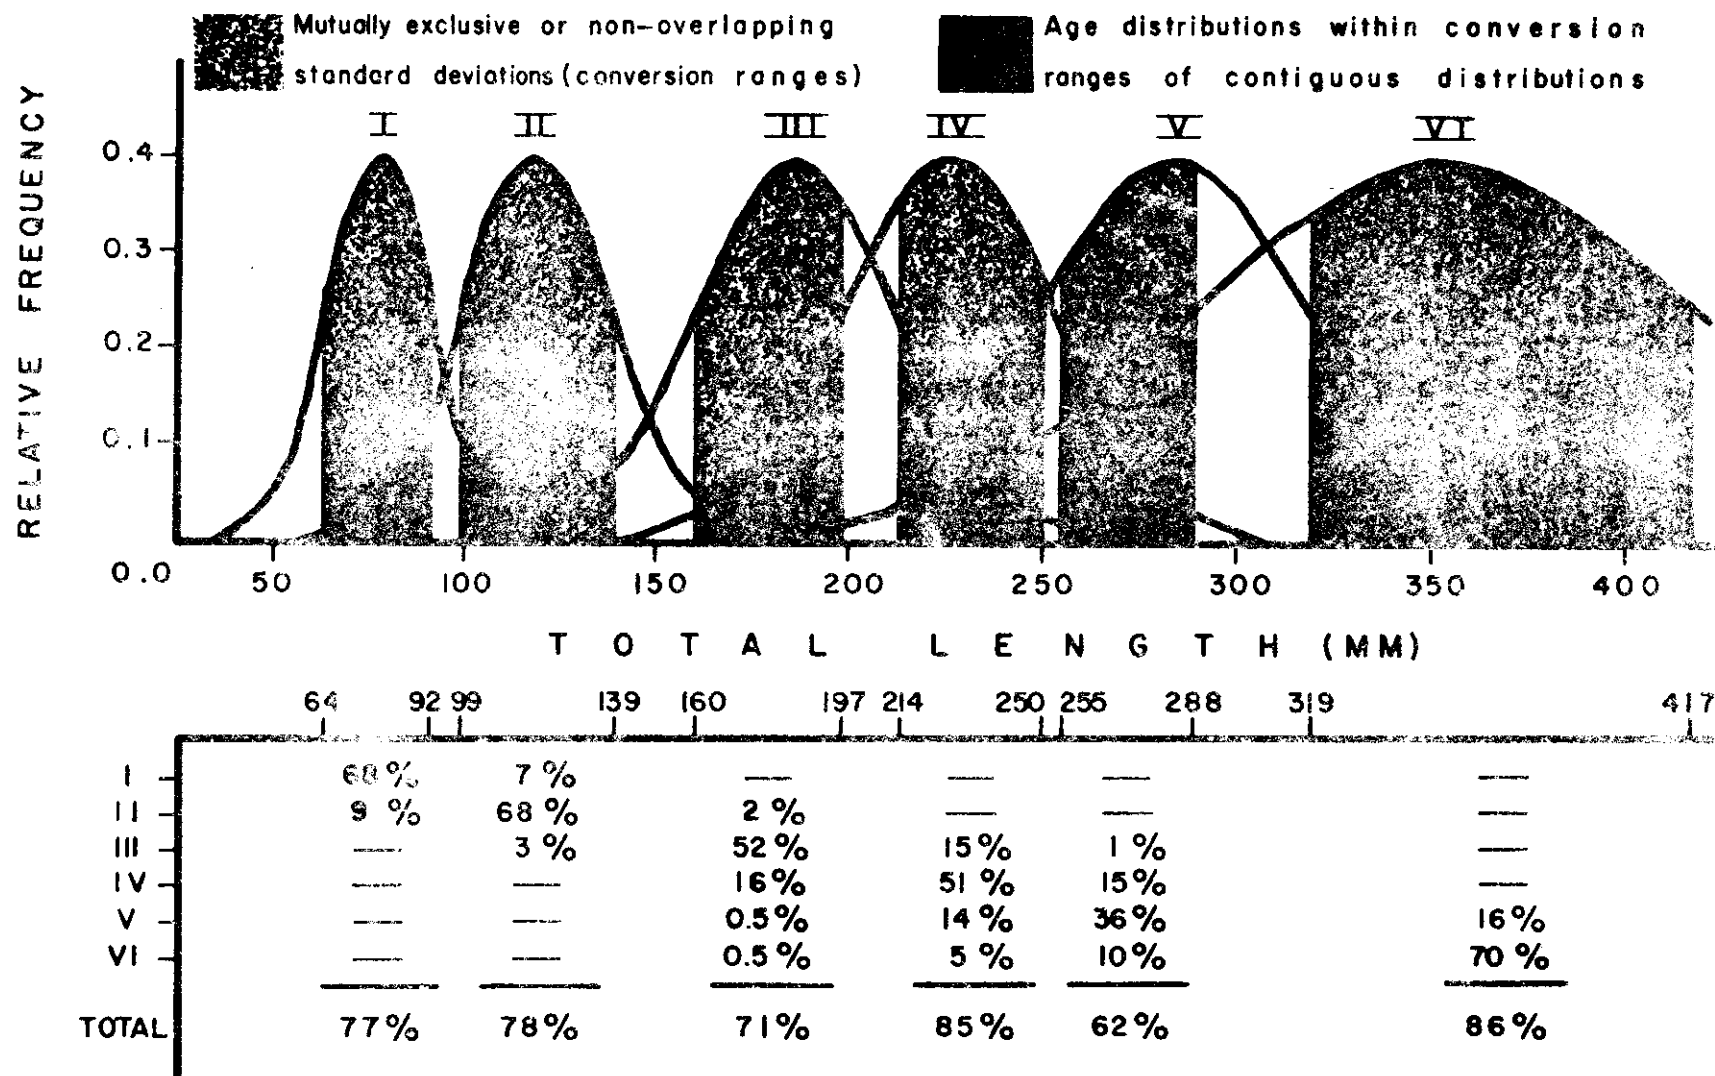 Mutually exclusive or non-overlapping
standard deviations (conversion ranges)
Age distributions within conversion
ranges of contiguous distributions
RELATIVE FREQUENCY
I II III IV V VI
0.4
0.3
0.2
0.1
0.0 50 100 150 200 250 300 350 400
TOTAL LENGTH (MM)
64 92 99 139 160 197 214 250 255 288 319 417
I 68% 7% — — — —
II 9% 68% 2% — — —
III — 3% 52% 15% 1% —
IV — — 16% 51% 15% —
V — — 0.5% 14% 36% 16%
VI — — 0.5% 5% 10% 70%
TOTAL 77% 78% 71% 85% 62% 86%